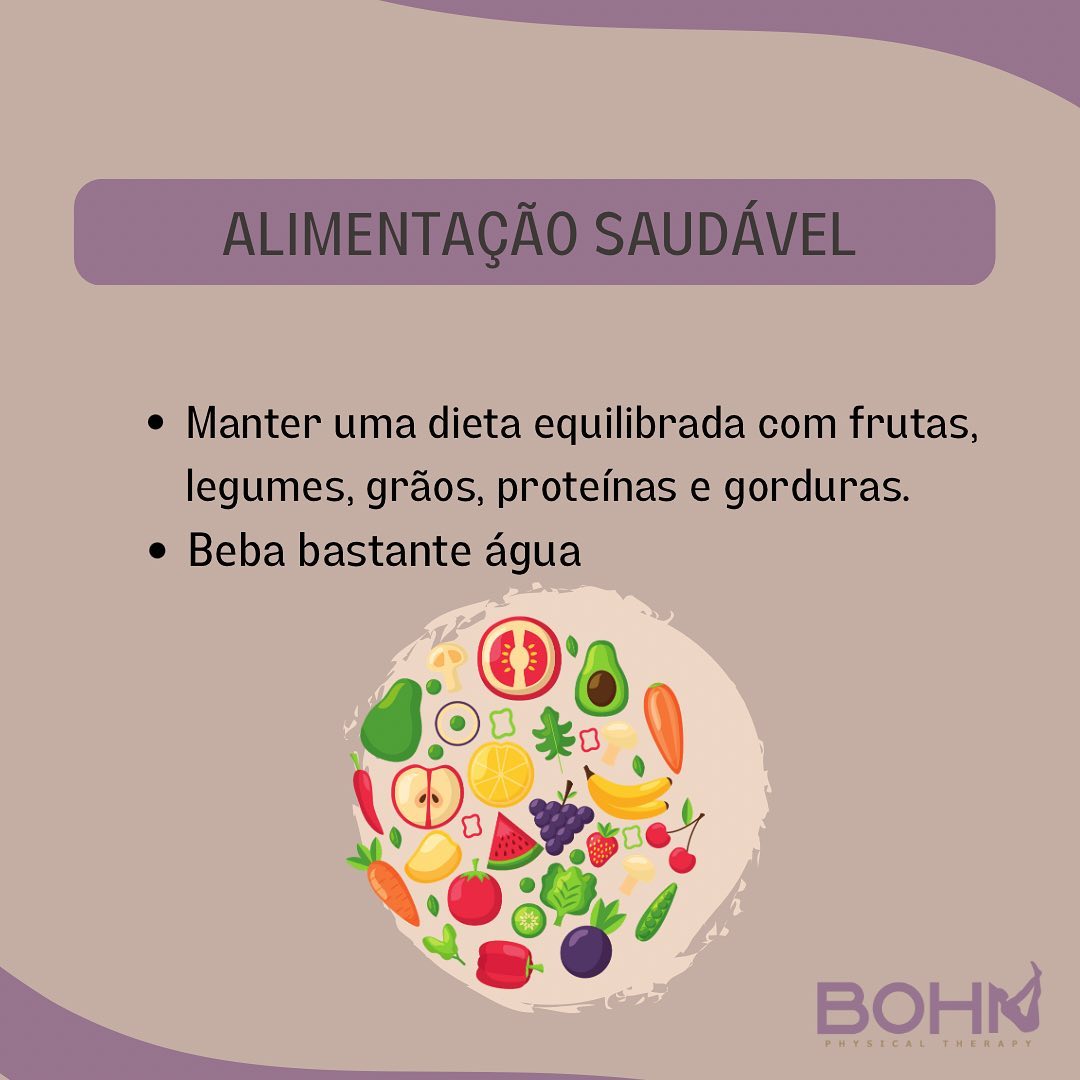 ALIMENTAÇÃO SAUDÁVEL
• Manter uma dieta equilibrada com frutas,
legumes, grãos, proteínas e gorduras.
• Beba bastante água
BOHN
PHYSICAL THERAPY